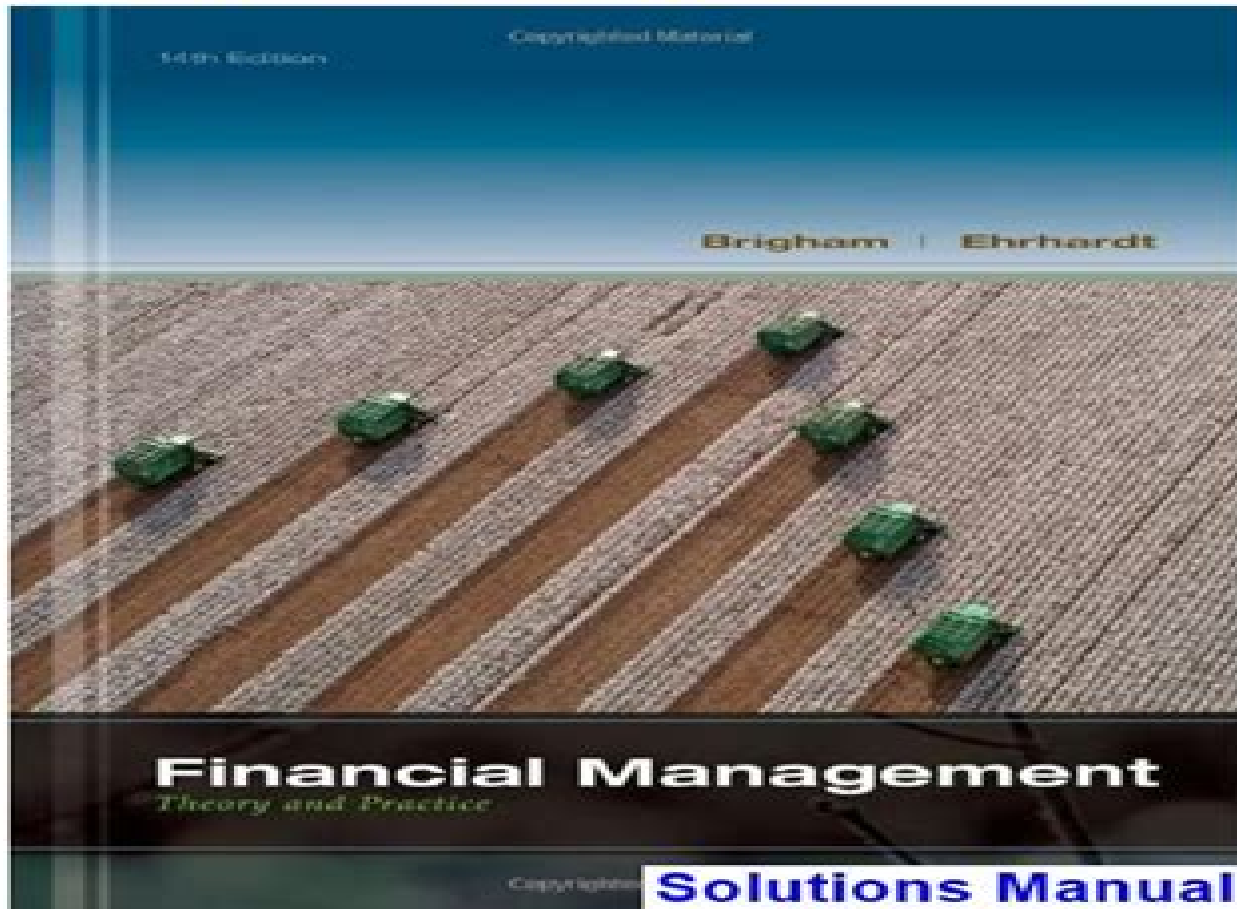 Copyrighted Material
14th Edition
Brigham | Ehrhardt
Financial Management
Theory and Practice
Solutions Manual